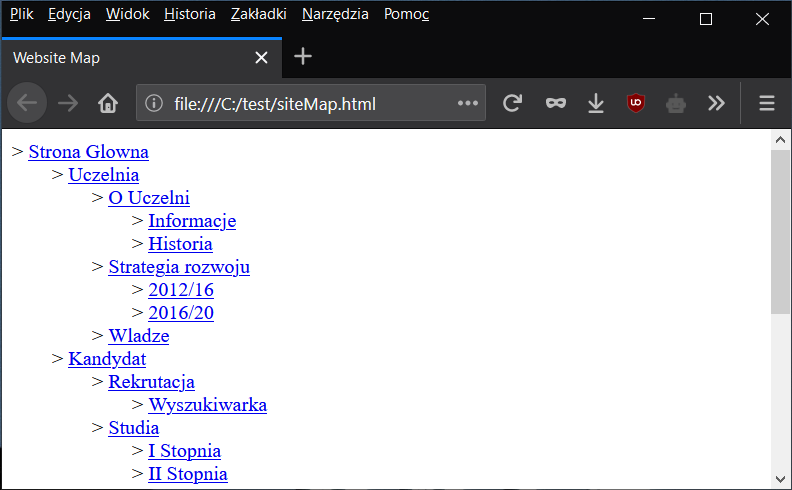 Plik Edycja Widok Historia Zakładki Narzędzia Pomoc
Website Map
file:///C:/test/siteMap.html
> Strona Glowna
> Uczelnia
> O Uczelni
> Informacje
> Historia
> Strategia rozwoju
> 2012/16
> 2016/20
> Wladze
> Kandydat
> Rekrutacja
> Wyszukiwarka
> Studia
> I Stopnia
> II Stopnia